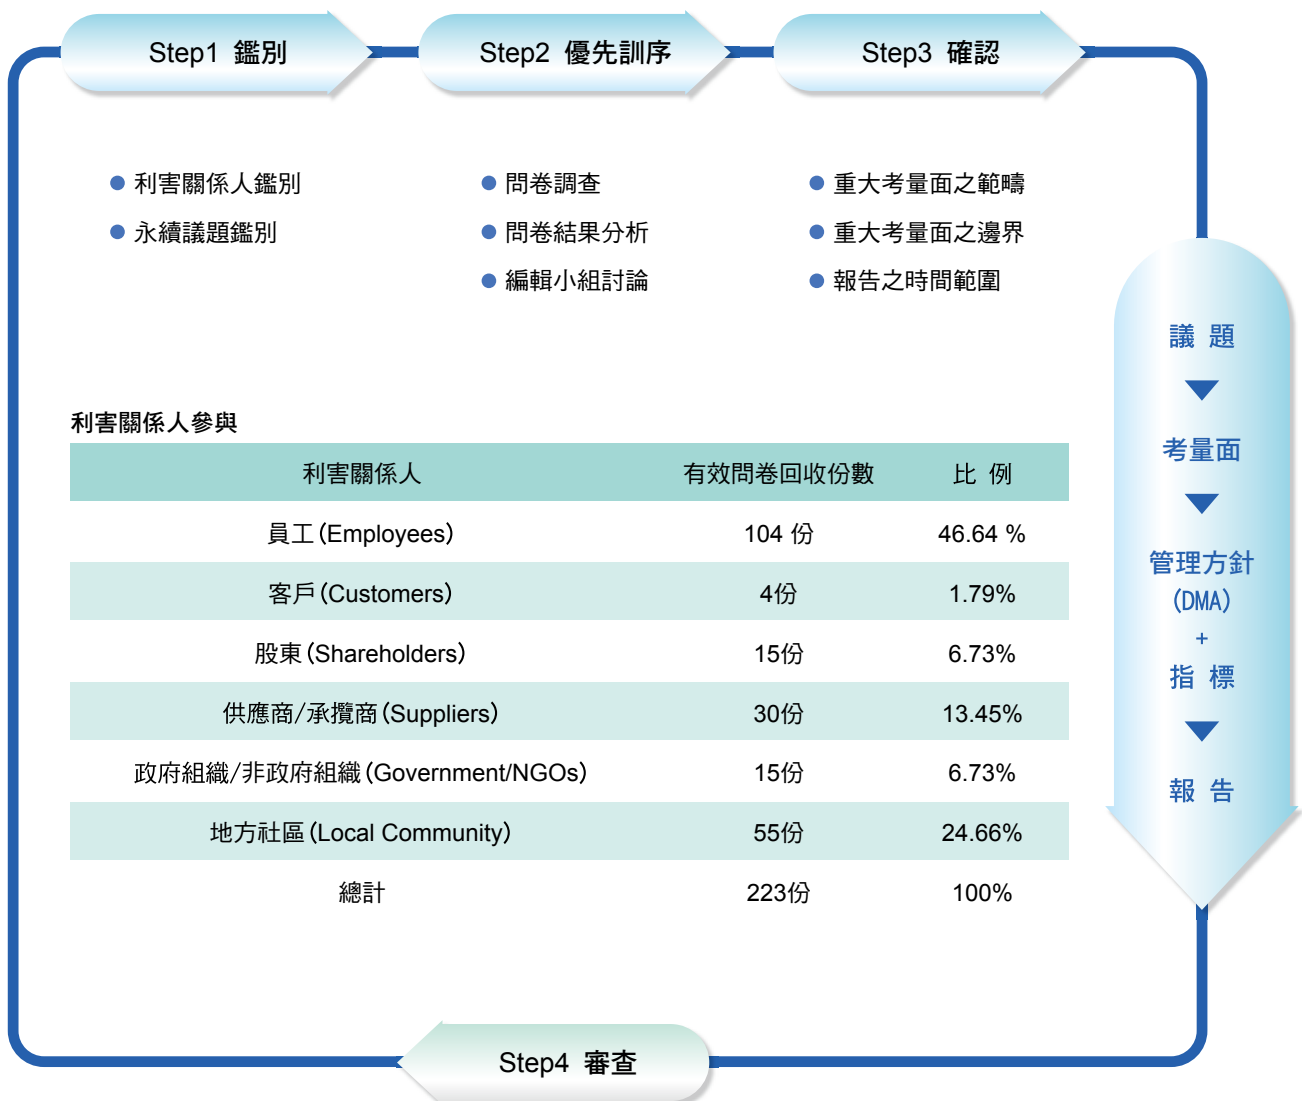 Step1 鑑別
Step2 優先訓序
Step3 確認
利害關係人鑑別
永續議題鑑別
問卷調查
問卷結果分析
編輯小組討論
重大考量面之範疇
重大考量面之邊界
報告之時間範圍
議 題
考量面
管理方針
(DMA)
+
指 標
報 告
利害關係人參與
利害關係人 有效問卷回收份數 比 例
員工(Employees) 104 份 46.64 %
客戶(Customers) 4份 1.79%
股東(Shareholders) 15份 6.73%
供應商/承攬商(Suppliers) 30份 13.45%
政府組織/非政府組織(Government/NGOs) 15份 6.73%
地方社區(Local Community) 55份 24.66%
總計 223份 100%
Step4 審查